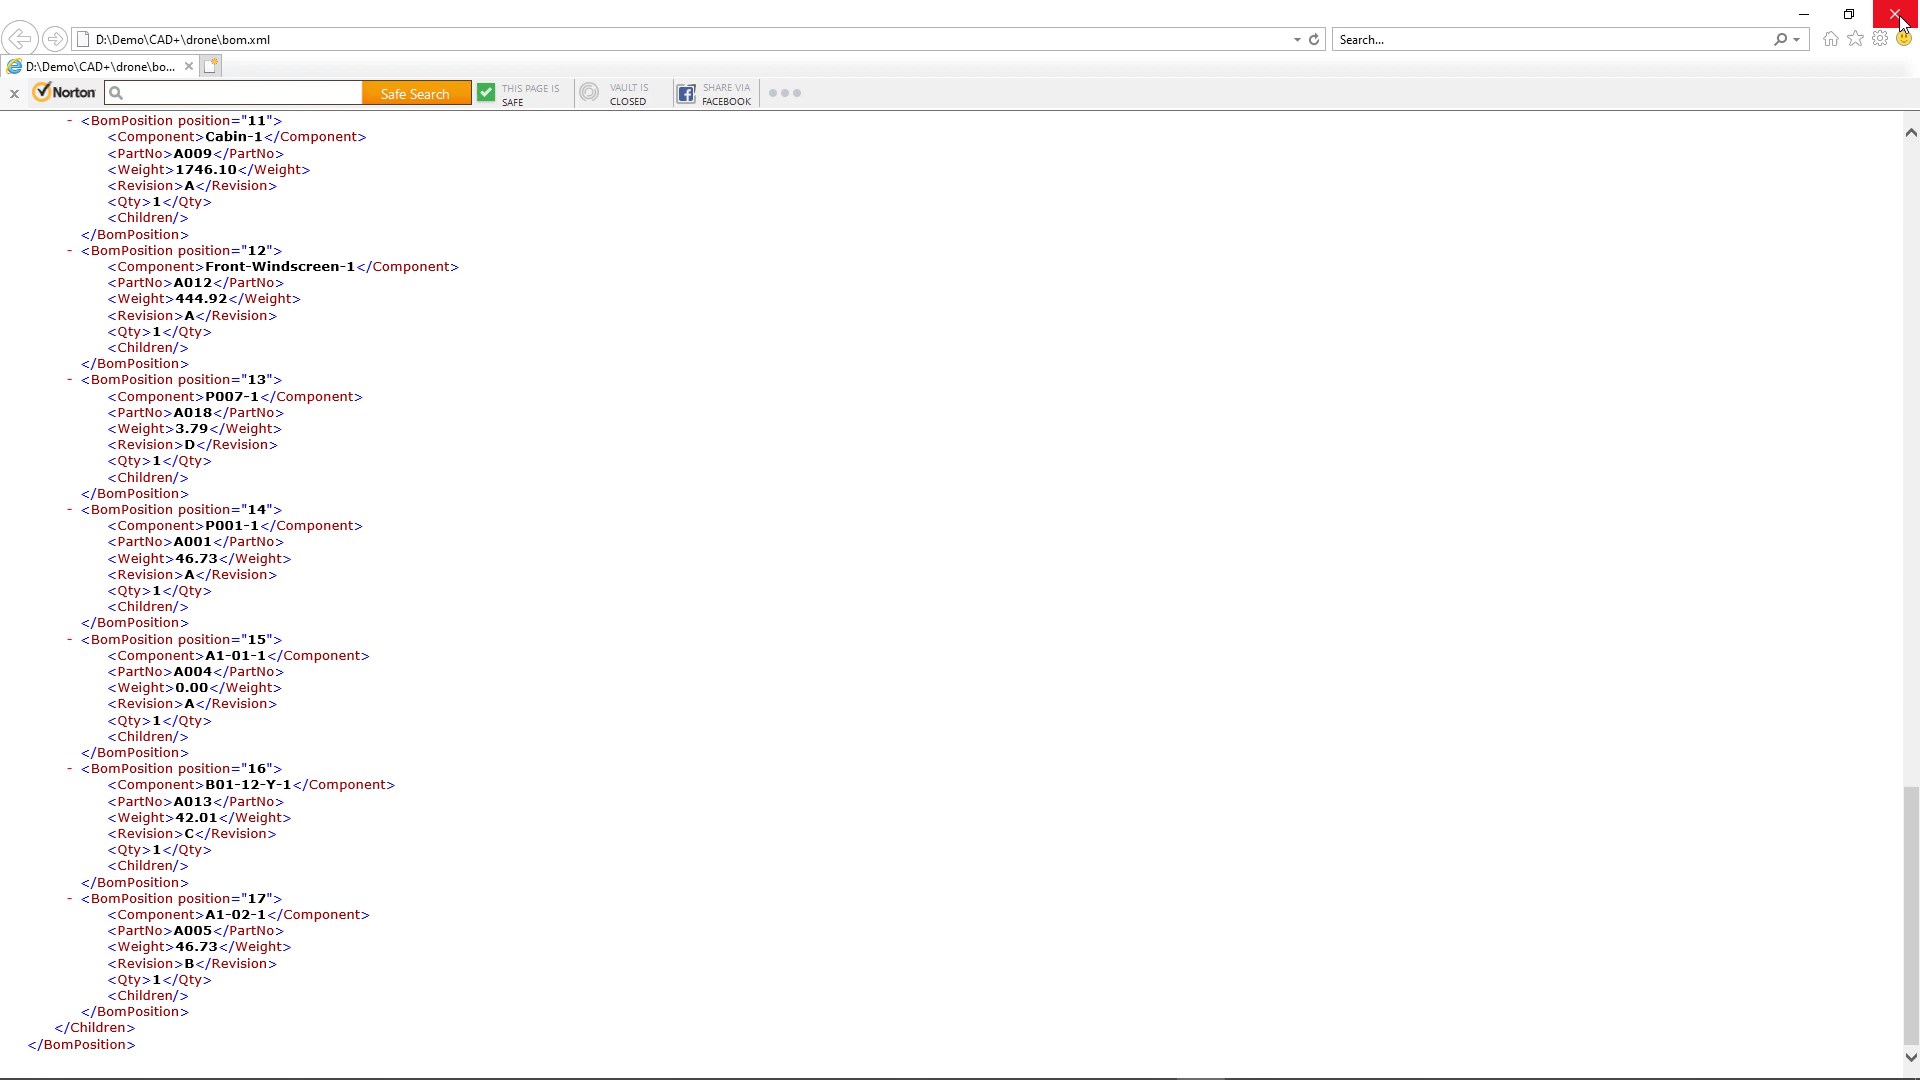 D:\Demo\CAD+\drone\bom.xml
Search...
D:\Demo\CAD+\drone\bo...
Norton
Safe Search
THIS PAGE IS
SAFE
VAULT IS
CLOSED
SHARE VIA
FACEBOOK
- <BomPosition position="11">
<Component>Cabin-1</Component>
<PartNo>A009</PartNo>
<Weight>1746.10</Weight>
<Revision>A</Revision>
<Qty>1</Qty>
<Children/>
</BomPosition>
- <BomPosition position="12">
<Component>Front-Windscreen-1</Component>
<PartNo>A012</PartNo>
<Weight>444.92</Weight>
<Revision>A</Revision>
<Qty>1</Qty>
<Children/>
</BomPosition>
- <BomPosition position="13">
<Component>P007-1</Component>
<PartNo>A018</PartNo>
<Weight>3.79</Weight>
<Revision>D</Revision>
<Qty>1</Qty>
<Children/>
</BomPosition>
- <BomPosition position="14">
<Component>P001-1</Component>
<PartNo>A001</PartNo>
<Weight>46.73</Weight>
<Revision>A</Revision>
<Qty>1</Qty>
<Children/>
</BomPosition>
- <BomPosition position="15">
<Component>A1-01-1</Component>
<PartNo>A004</PartNo>
<Weight>0.00</Weight>
<Revision>A</Revision>
<Qty>1</Qty>
<Children/>
</BomPosition>
- <BomPosition position="16">
<Component>B01-12-Y-1</Component>
<PartNo>A013</PartNo>
<Weight>42.01</Weight>
<Revision>C</Revision>
<Qty>1</Qty>
<Children/>
</BomPosition>
- <BomPosition position="17">
<Component>A1-02-1</Component>
<PartNo>A005</PartNo>
<Weight>46.73</Weight>
<Revision>B</Revision>
<Qty>1</Qty>
<Children/>
</BomPosition>
</Children>
</BomPosition>